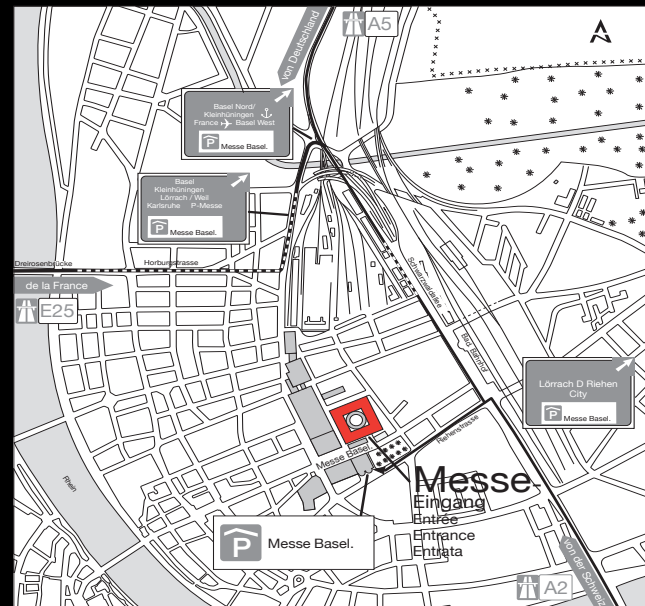 A5
von Deutschland
Basel Nord/
Kleinhüningen
France Basel West
P Messe Basel.
Basel
Kleinhüningen
Lörrach / Weil
Karlsruhe P-Messe
P Messe Basel.
Dreirosenbrücke
Horburgstrasse
de la France
E25
Schwarzwaldallee
Bad. Bahnhof
Lörrach D Riehen
City
P Messe Basel.
Riehenstrasse
Messe Basel.
Rhein
Messe-
Eingang
Entrée
Entrance
Entrata
P Messe Basel.
von der Schweiz
A2